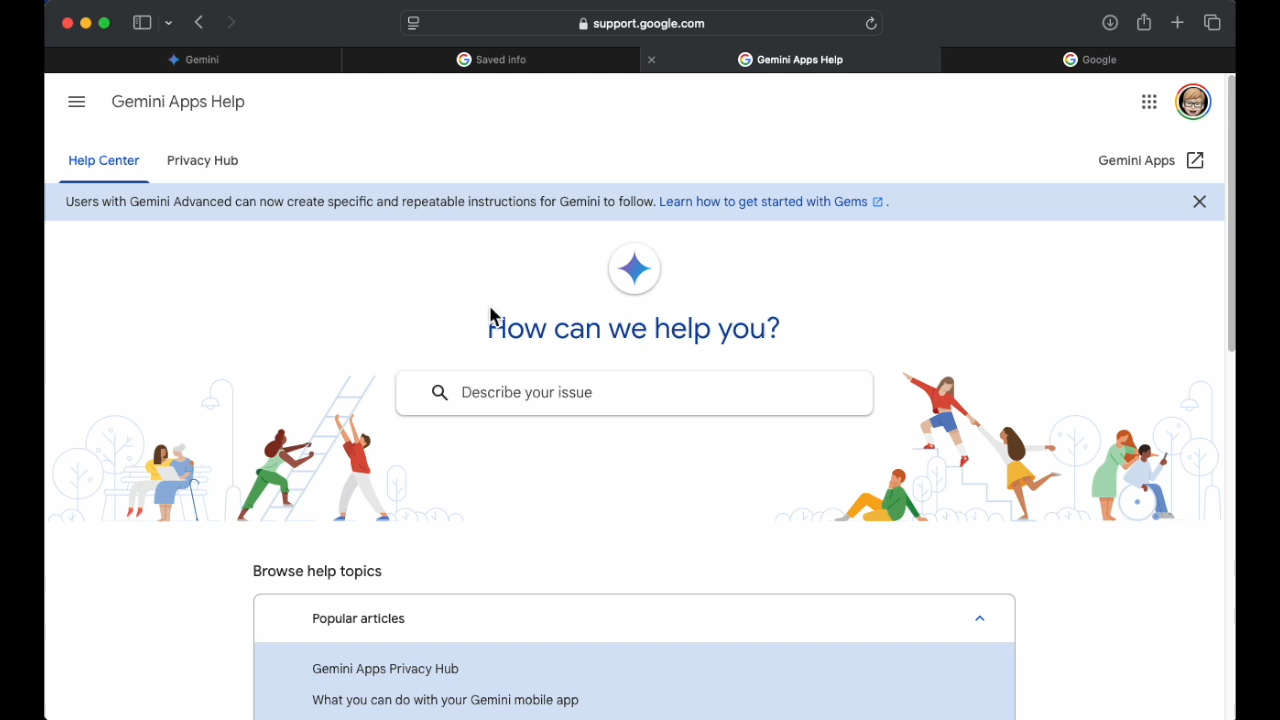 support.google.com
Gemini
Saved info
Gemini Apps Help
Google
Gemini Apps Help
Help Center
Privacy Hub
Gemini Apps
Users with Gemini Advanced can now create specific and repeatable instructions for Gemini to follow. Learn how to get started with Gems .
How can we help you?
Describe your issue
Browse help topics
Popular articles
Gemini Apps Privacy Hub
What you can do with your Gemini mobile app